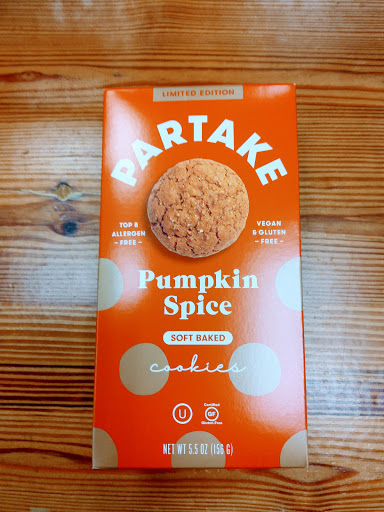 LIMITED EDITION
PARTAKE
TOP 8
ALLERGEN
– FREE –
VEGAN
& GLUTEN
– FREE –
Pumpkin
Spice
SOFT BAKED
cookies
U
Certified
GF
Gluten-Free
NET WT 5.5 OZ (156 G)